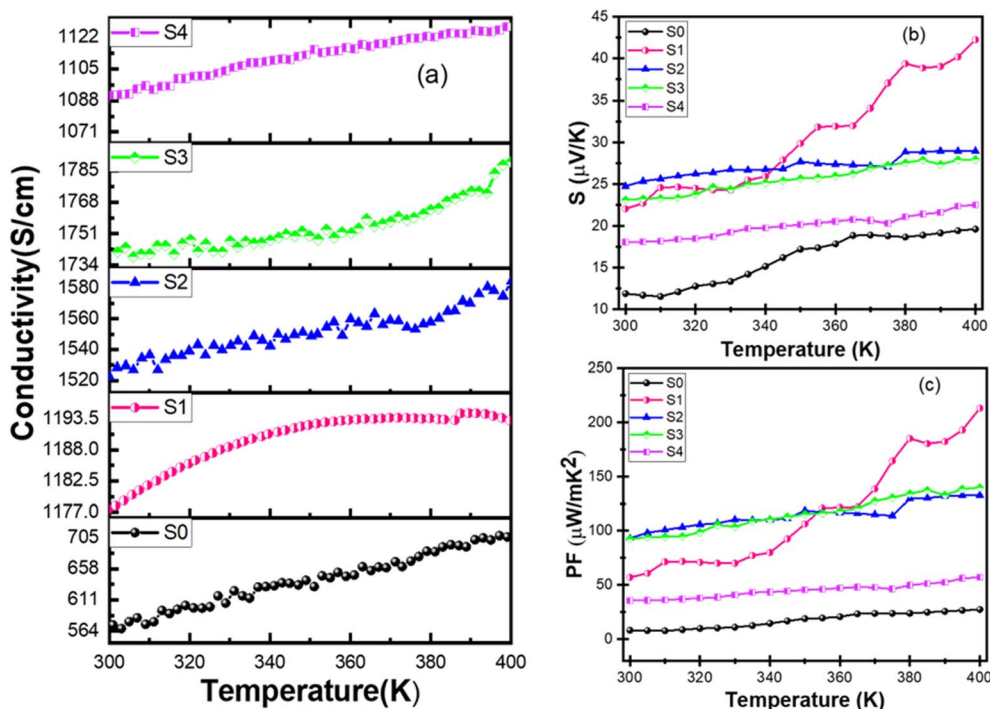 Conductivity(S/cm)
S4
(a)
1122
1105
1088
1071
S3
1785
1768
1751
1734
S2
1580
1560
1540
1520
S1
1193.5
1188.0
1182.5
1177.0
S0
705
658
611
564
300 320 340 360 380 400
Temperature(K)
(b)
S0
S1
S2
S3
S4
S (μV/K)
45
40
35
30
25
20
15
10
300 320 340 360 380 400
Temperature (K)
(c)
S0
S1
S2
S3
S4
PF (μW/mK²)
250
200
150
100
50
0
300 320 340 360 380 400
Temperature (K)